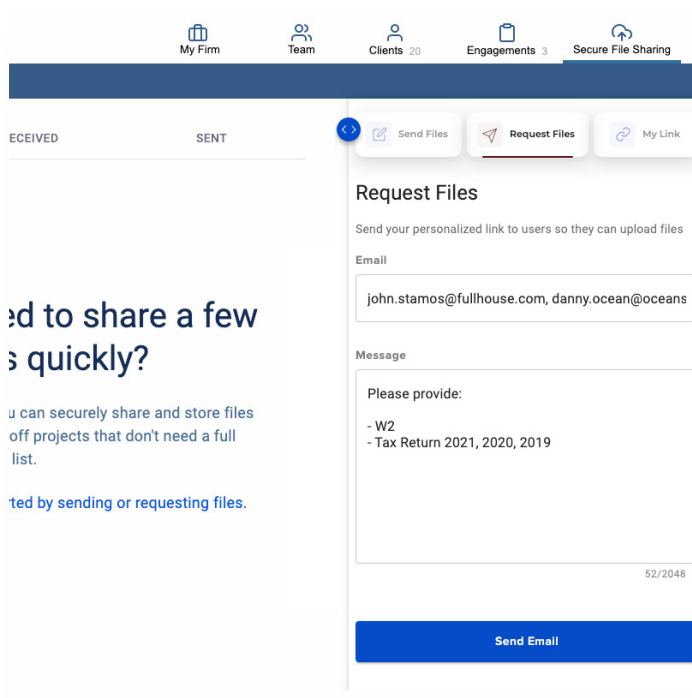 My Firm
Team
Clients 20
Engagements 3
Secure File Sharing
ECEIVED
SENT
Send Files
Request Files
My Link
Request Files
Send your personalized link to users so they can upload files
Email
john.stamos@fullhouse.com, danny.ocean@oceans
Message
Please provide:
- W2
- Tax Return 2021, 2020, 2019
52/2048
Send Email
ed to share a few
s quickly?
u can securely share and store files
off projects that don't need a full
list.
ted by sending or requesting files.